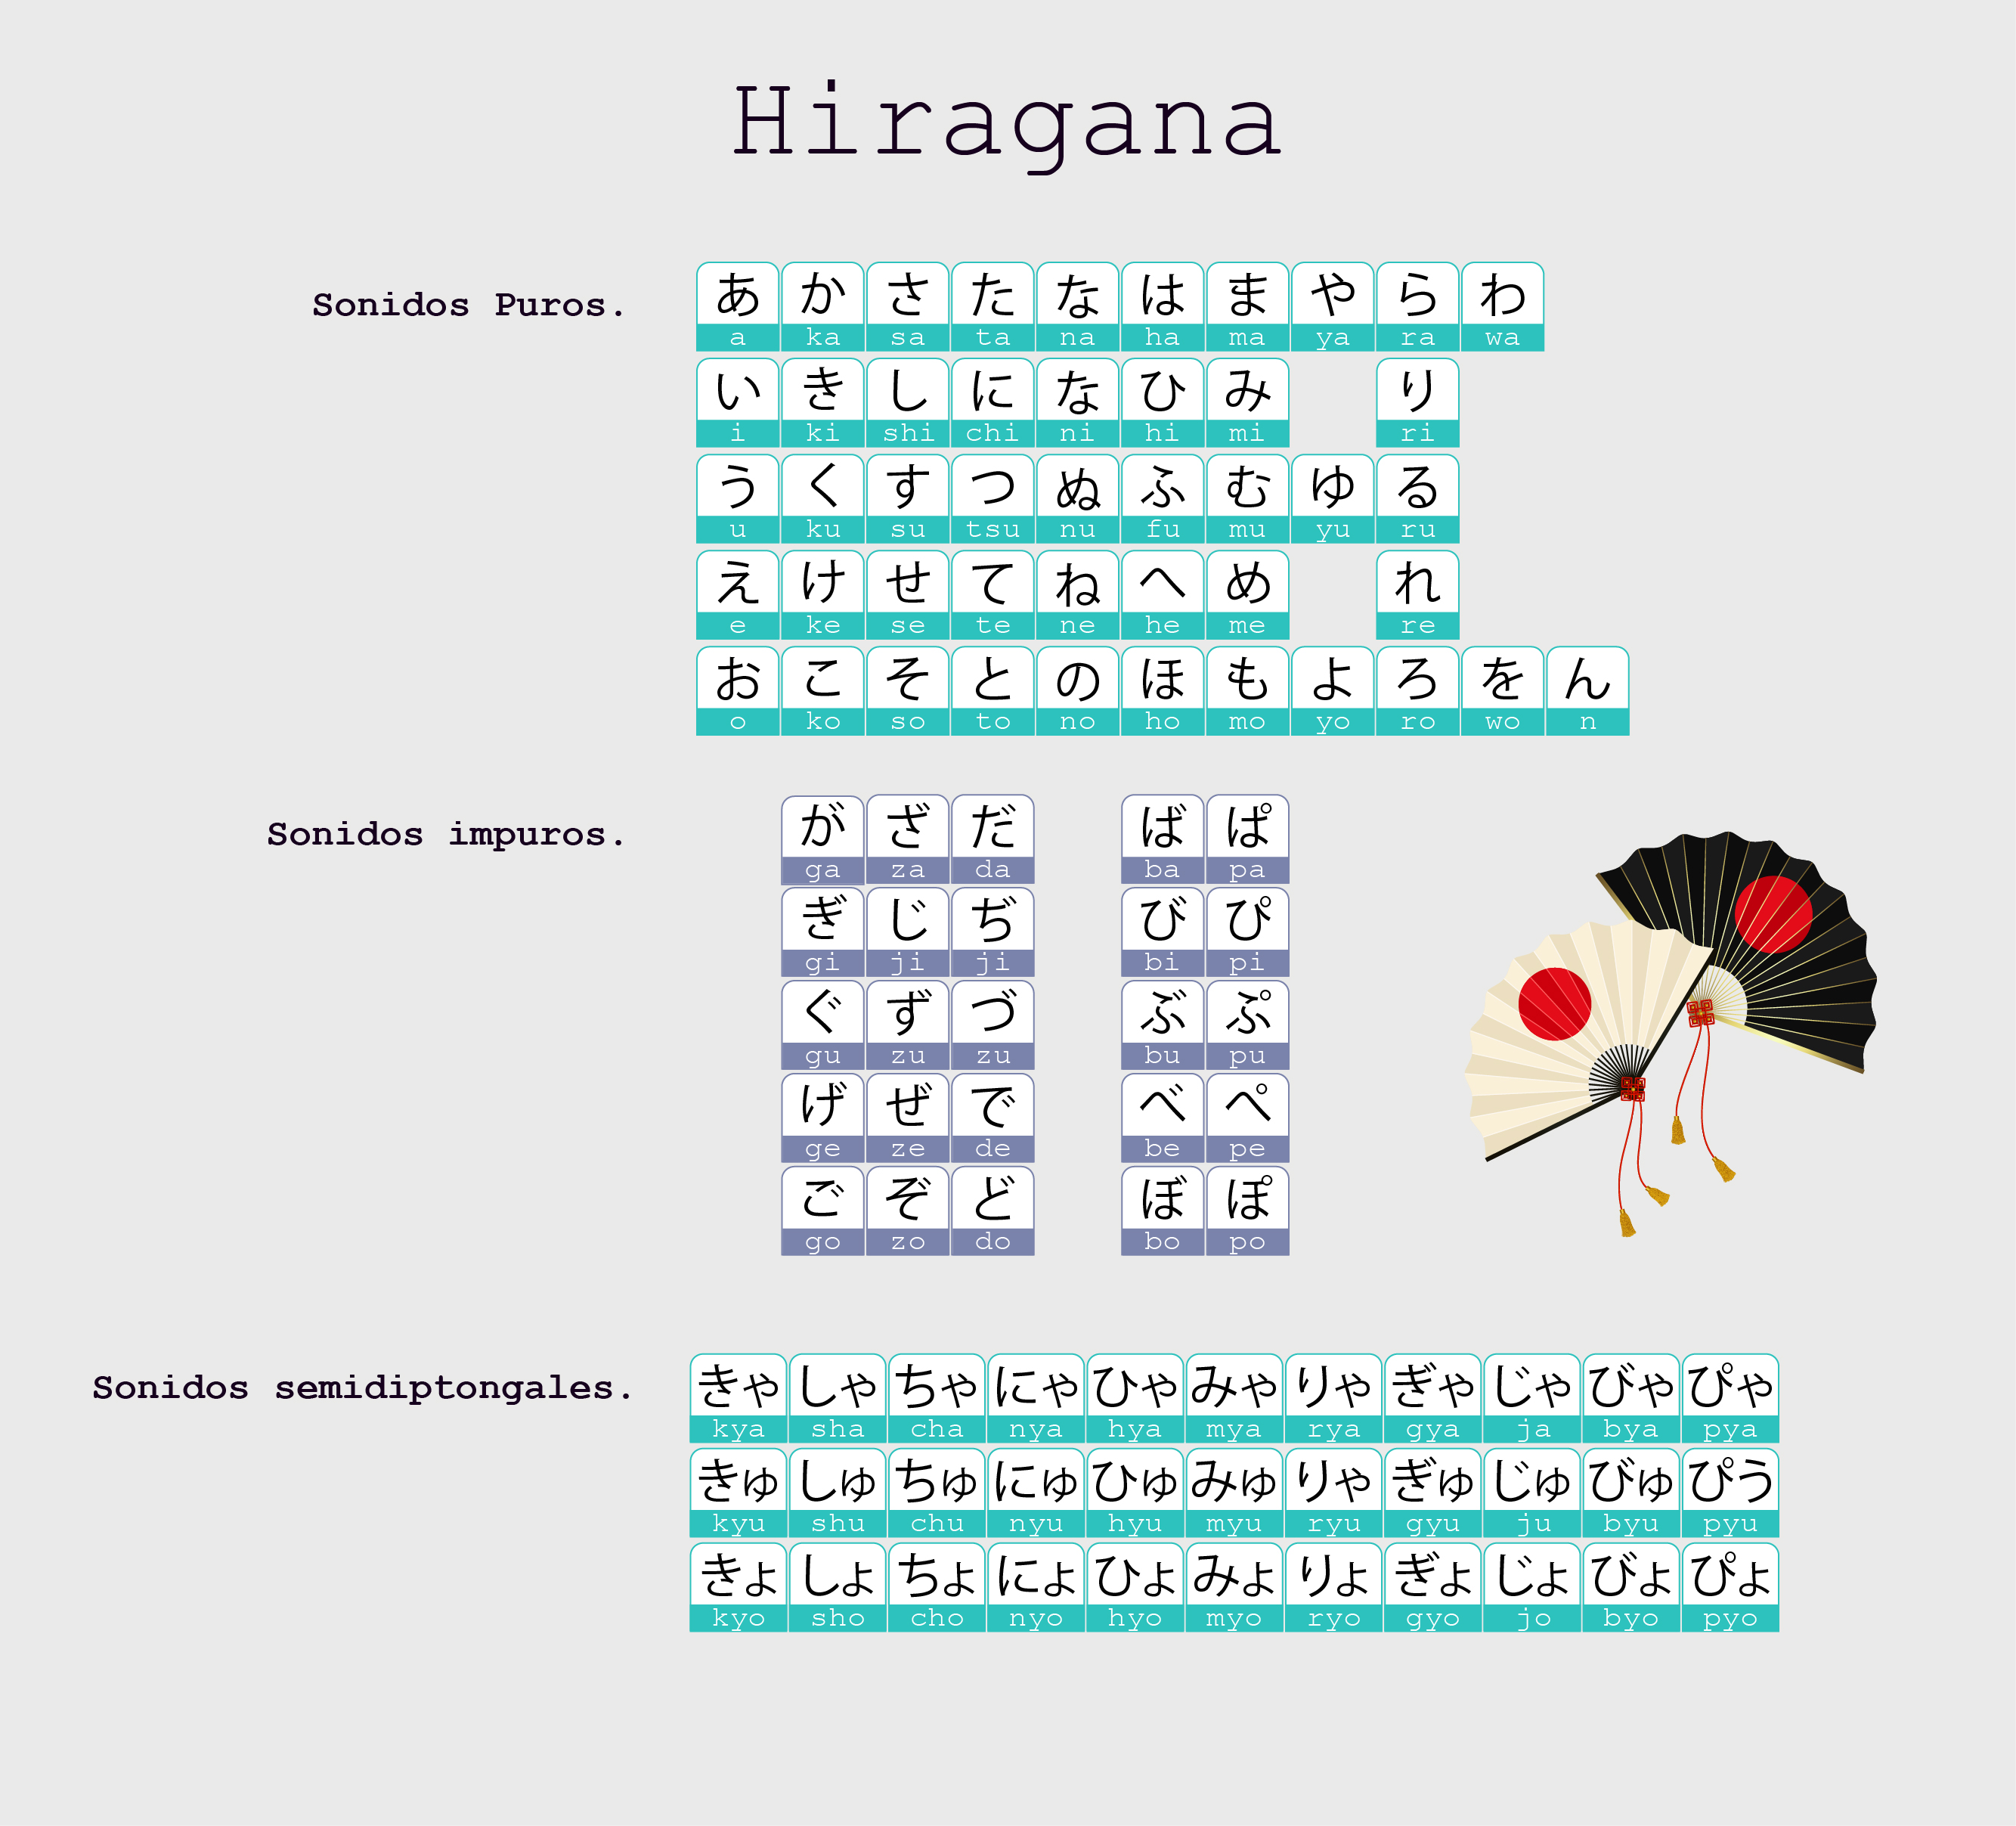 Hiragana
Sonidos Puros.
あ か さ た な は ま や ら わ
a ka sa ta na ha ma ya ra wa
い き し に な ひ み り
i ki shi chi ni hi mi ri
う く す つ ぬ ふ む ゆ る
u ku su tsu nu fu mu yu ru
え け せ て ね へ め れ
e ke se te ne he me re
お こ そ と の ほ も よ ろ を ん
o ko so to no ho mo yo ro wo n
Sonidos impuros.
が ざ だ ば ぱ
ga za da ba pa
ぎ じ ぢ び ぴ
gi ji ji bi pi
ぐ ず づ ぶ ぷ
gu zu zu bu pu
げ ぜ で べ ぺ
ge ze de be pe
ご ぞ ど ぼ ぽ
go zo do bo po
Sonidos semidiptongales.
きゃ しゃ ちゃ にゃ ひゃ みゃ りゃ ぎゃ じゃ びゃ ぴゃ
kya sha cha nya hya mya rya gya ja bya pya
きゅ しゅ ちゅ にゅ ひゅ みゅ りゃ ぎゅ じゅ びゅ ぴう
kyu shu chu nyu hyu myu ryu gyu ju byu pyu
きょ しょ ちょ にょ ひょ みょ りょ ぎょ じょ びょ ぴょ
kyo sho cho nyo hyo myo ryo gyo jo byo pyo